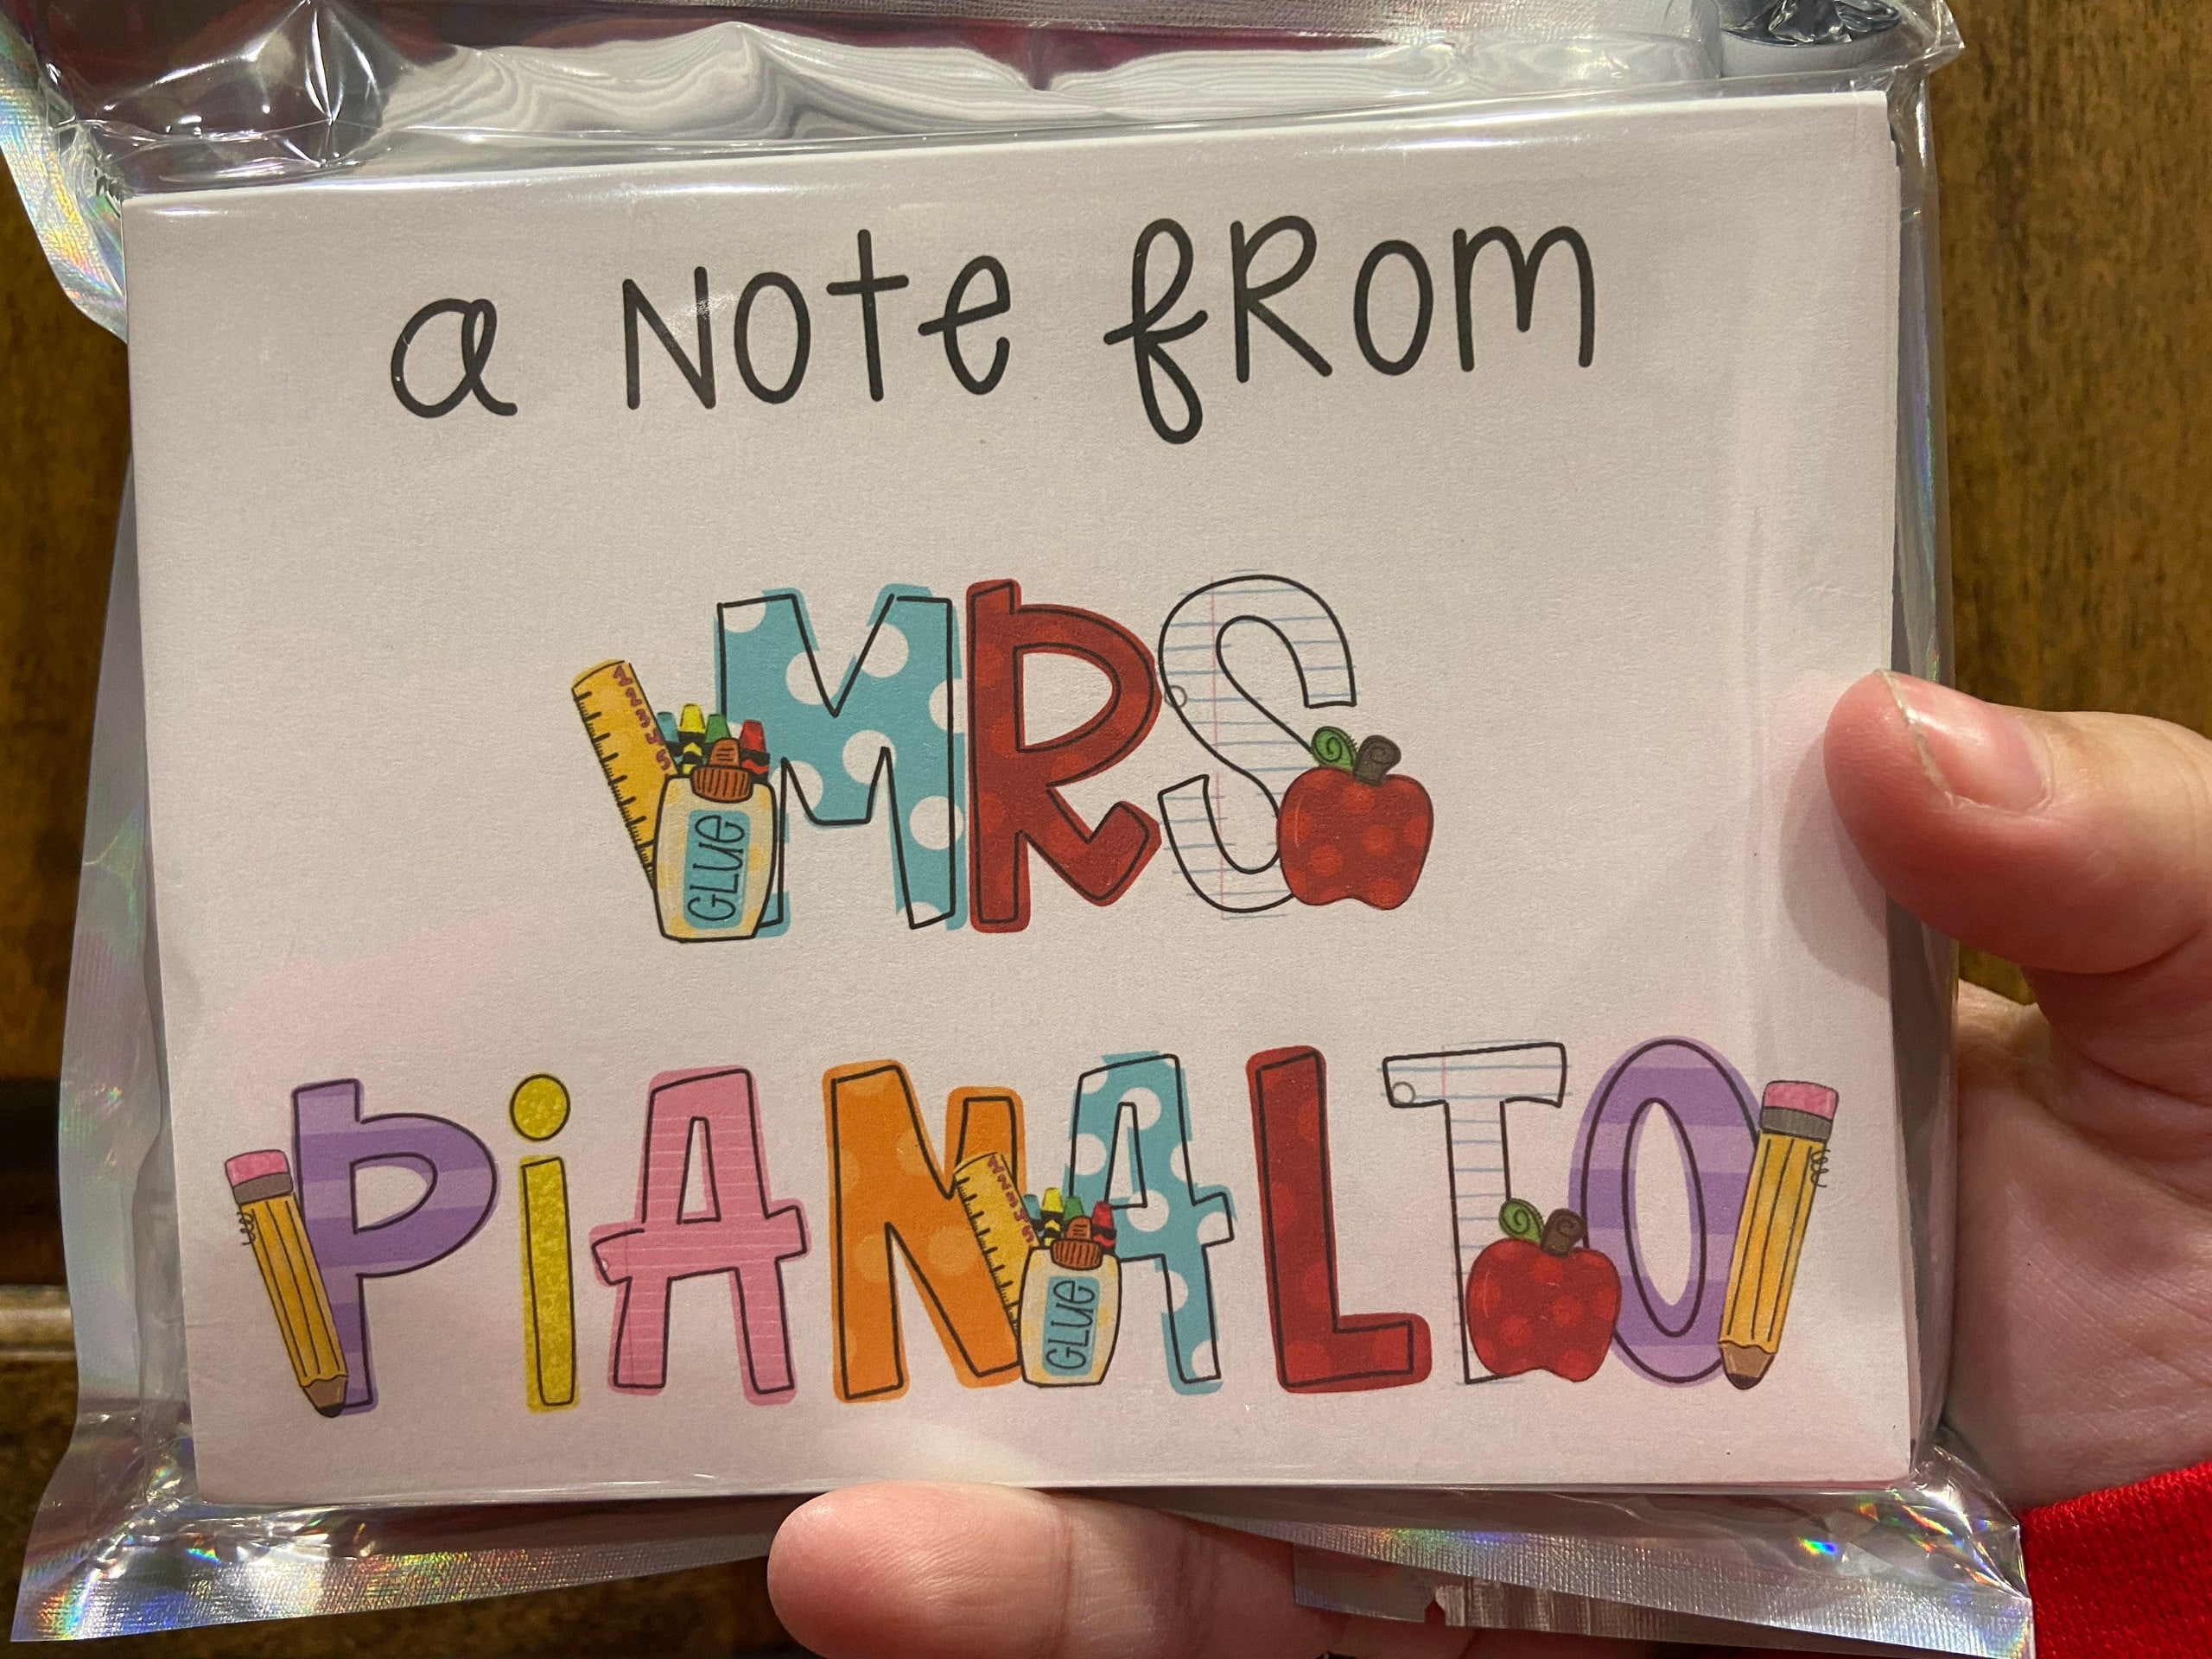 a NOte fROm
MRS
GLUe
PiANALTO
GLUe